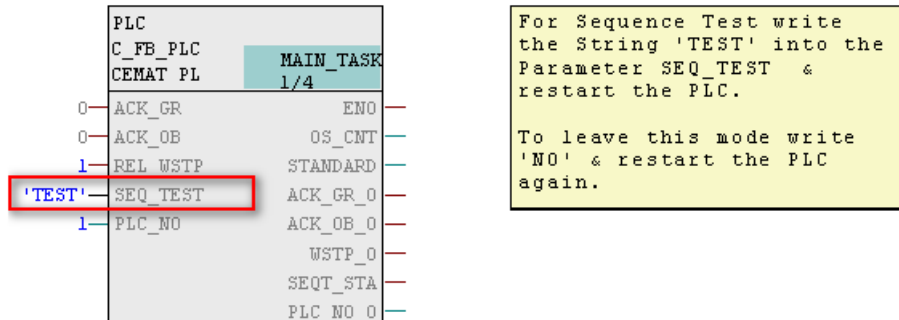 PLC
C_FB_PLC
CEMAT PL
MAIN_TASK
1/4
0 ACK_GR ENO
0 ACK_OB OS_CNT
1 REL_WSTP STANDARD
'TEST' SEQ_TEST ACK_GR_O
1 PLC_NO ACK_OB_O
WSTP_O
SEQT_STA
PLC_NO_O
For Sequence Test write
the String 'TEST' into the
Parameter SEQ_TEST &
restart the PLC.
To leave this mode write
'NO' & restart the PLC
again.